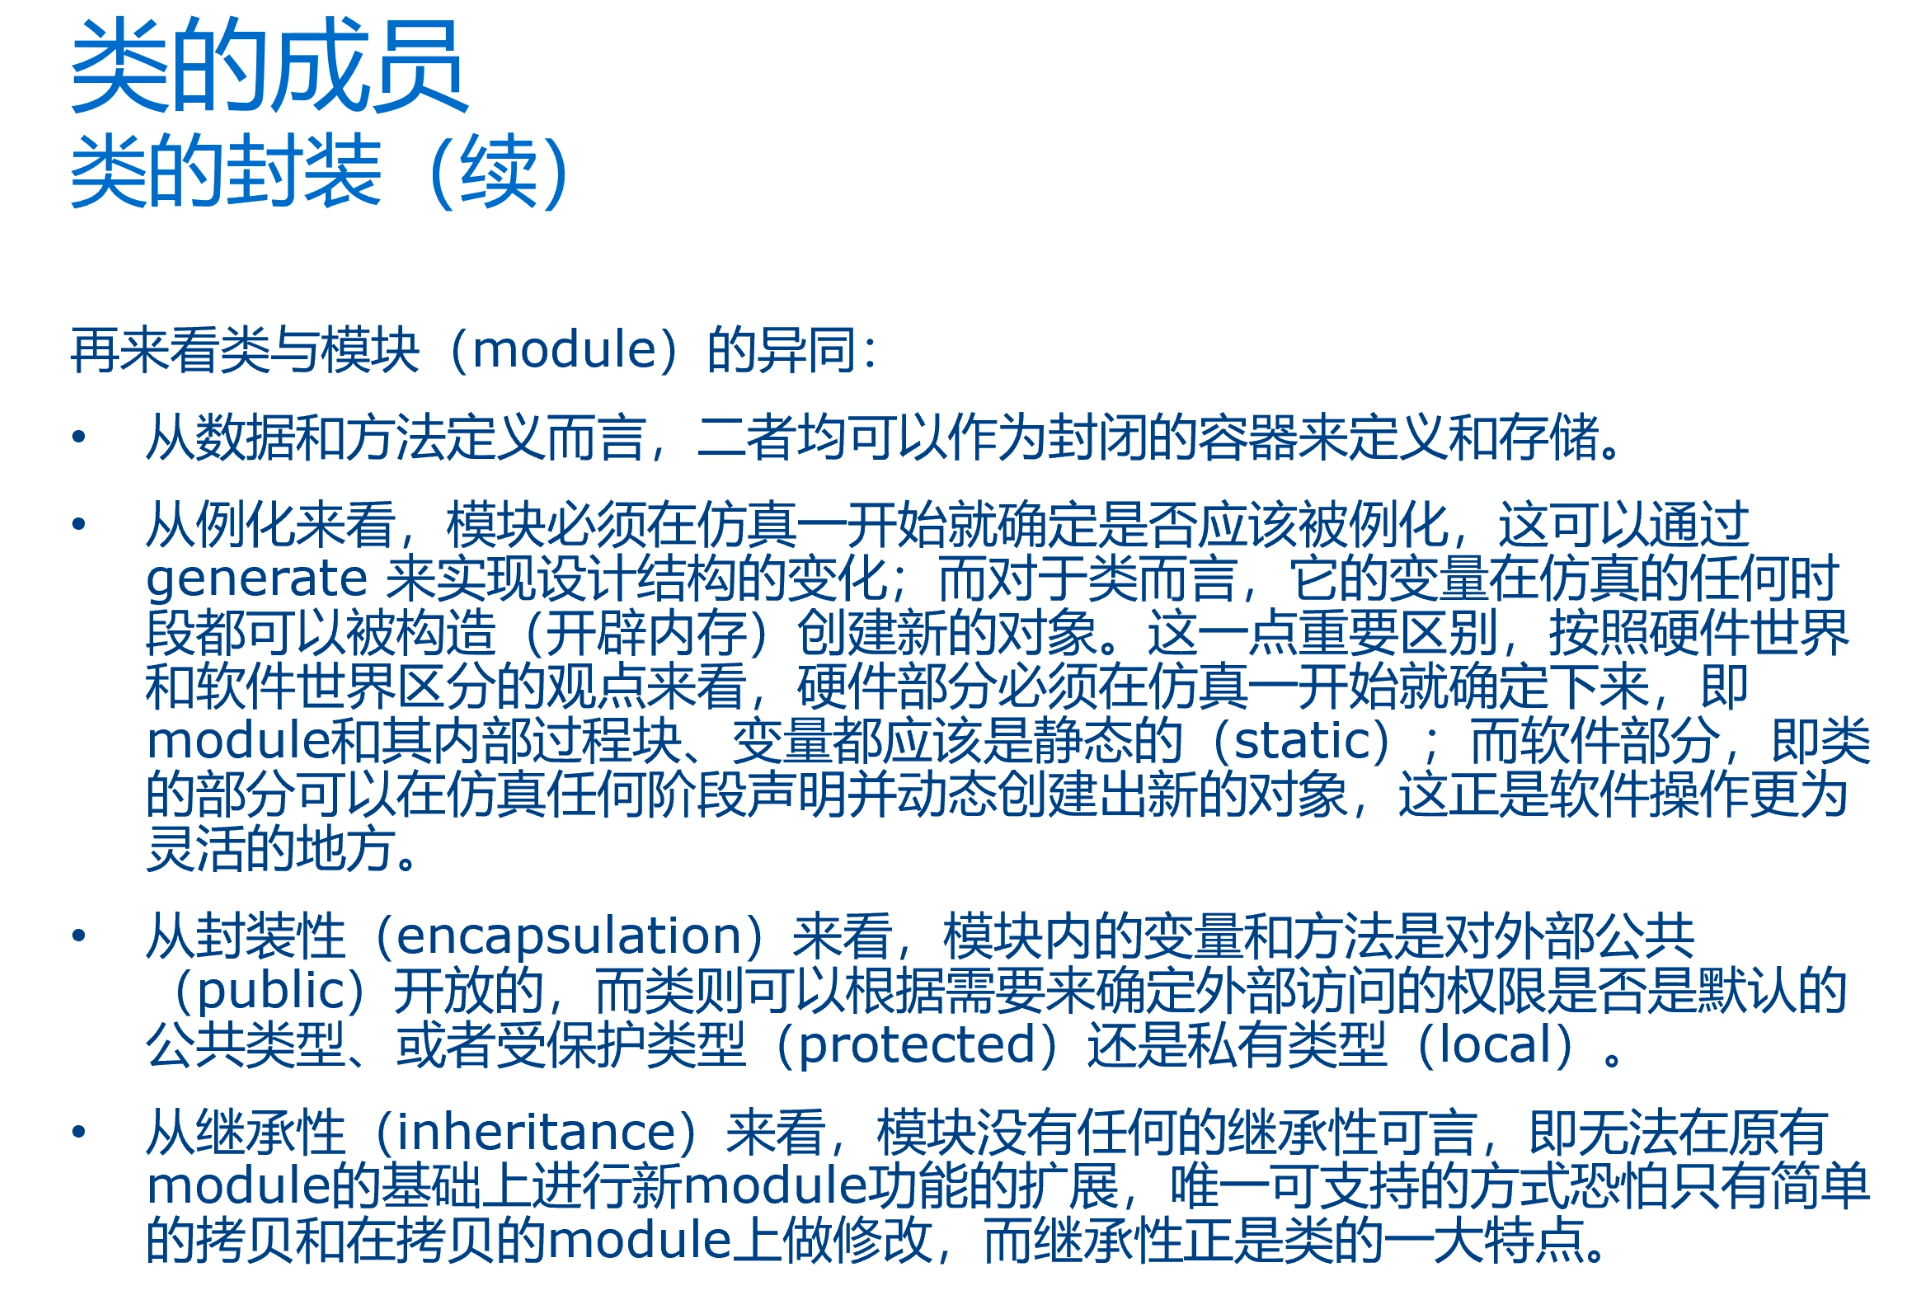 类的成员
类的封装（续）
再来看类与模块（module）的异同：
• 从数据和方法定义而言，二者均可以作为封闭的容器来定义和存储。
• 从例化来看，模块必须在仿真一开始就确定是否应该被例化，这可以通过
generate 来实现设计结构的变化；而对于类而言，它的变量在仿真的任何时
段都可以被构造（开辟内存）创建新的对象。这一点重要区别，按照硬件世界
和软件世界区分的观点来看，硬件部分必须在仿真一开始就确定下来，即
module和其内部过程块、变量都应该是静态的（static）；而软件部分，即类
的部分可以在仿真任何阶段声明并动态创建出新的对象，这正是软件操作更为
灵活的地方。
• 从封装性（encapsulation）来看，模块内的变量和方法是对外部公共
（public）开放的，而类则可以根据需要来确定外部访问的权限是否是默认的
公共类型、或者受保护类型（protected）还是私有类型（local）。
• 从继承性（inheritance）来看，模块没有任何的继承性可言，即无法在原有
module的基础上进行新module功能的扩展，唯一可支持的方式恐怕只有简单
的拷贝和在拷贝的module上做修改，而继承性正是类的一大特点。